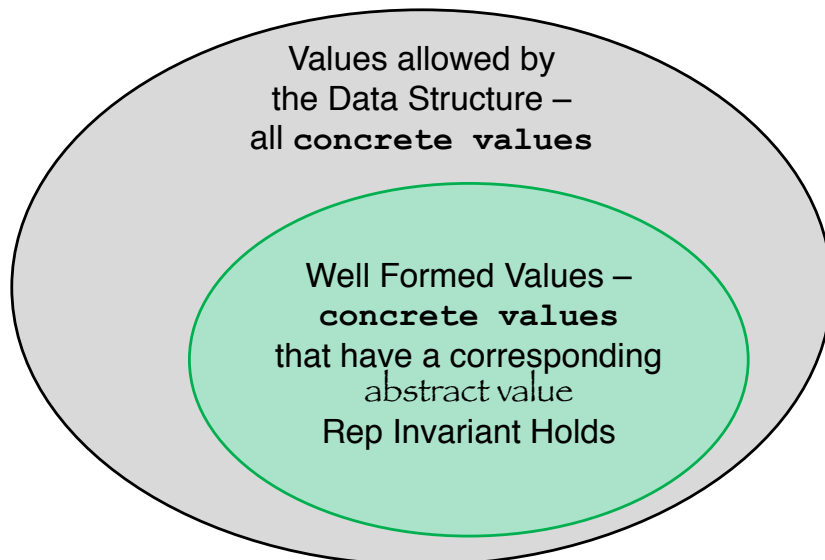 Values allowed by
the Data Structure –
all concrete values
Well Formed Values –
concrete values
that have a corresponding
abstract value
Rep Invariant Holds